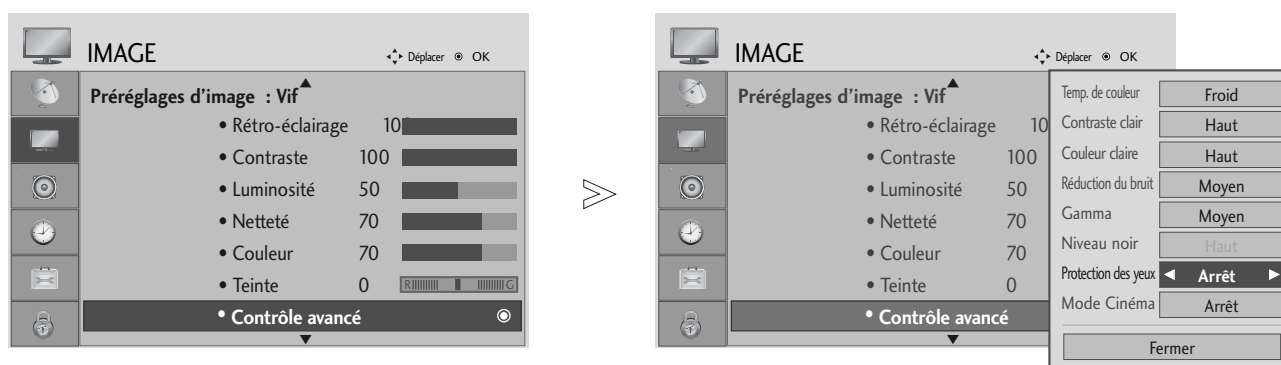 IMAGE
Déplacer OK
Préréglages d’image : Vif
• Rétro-éclairage 10
• Contraste 100
• Luminosité 50
• Netteté 70
• Couleur 70
• Teinte 0 R G
• Contrôle avancé
IMAGE
Déplacer OK
Préréglages d’image : Vif
• Rétro-éclairage 10
• Contraste 100
• Luminosité 50
• Netteté 70
• Couleur 70
• Teinte 0
• Contrôle avancé
Temp. de couleur Froid
Contraste clair Haut
Couleur claire Haut
Réduction du bruit Moyen
Gamma Moyen
Niveau noir Haut
Protection des yeux Arrêt
Mode Cinéma Arrêt
Fermer